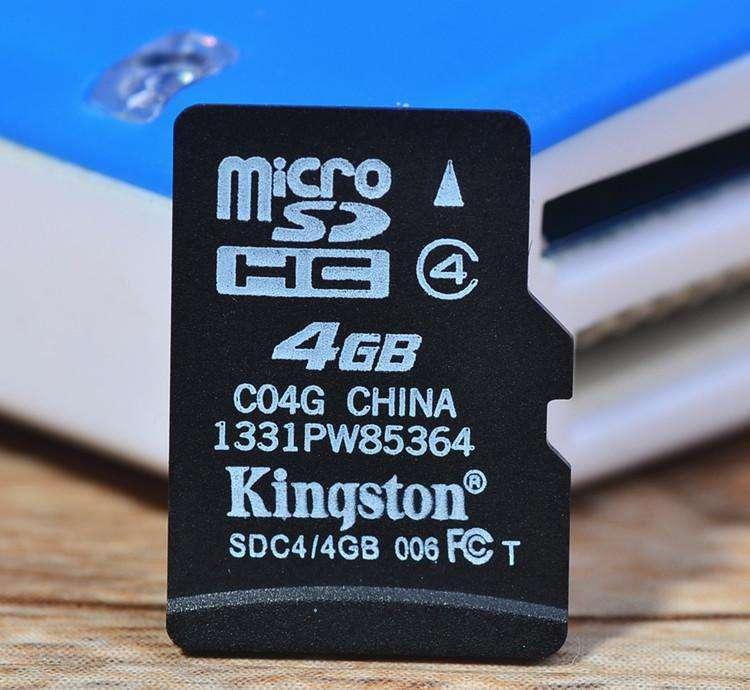 micro
SD
HC
4
4GB
C04G CHINA
1331PW85364
Kingston®
SDC4/4GB 006 FC T